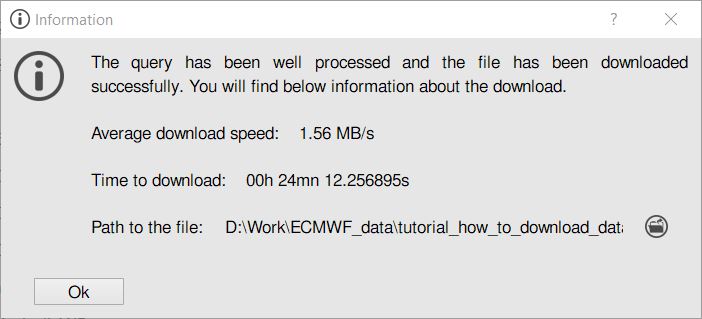 Information
The query has been well processed and the file has been downloaded
successfully. You will find below information about the download.
Average download speed: 1.56 MB/s
Time to download: 00h 24mn 12.256895s
Path to the file: D:\Work\ECMWF_data\tutorial_how_to_download_data
Ok